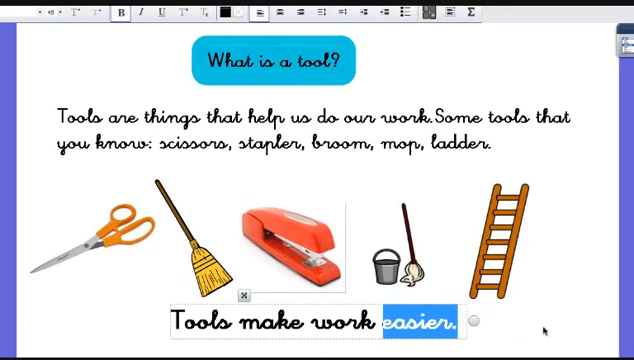 48
B I U T
What is a tool?
Tools are things that help us do our work.Some tools that
you know: scissors, stapler, broom, mop, ladder.
Tools make work easier.